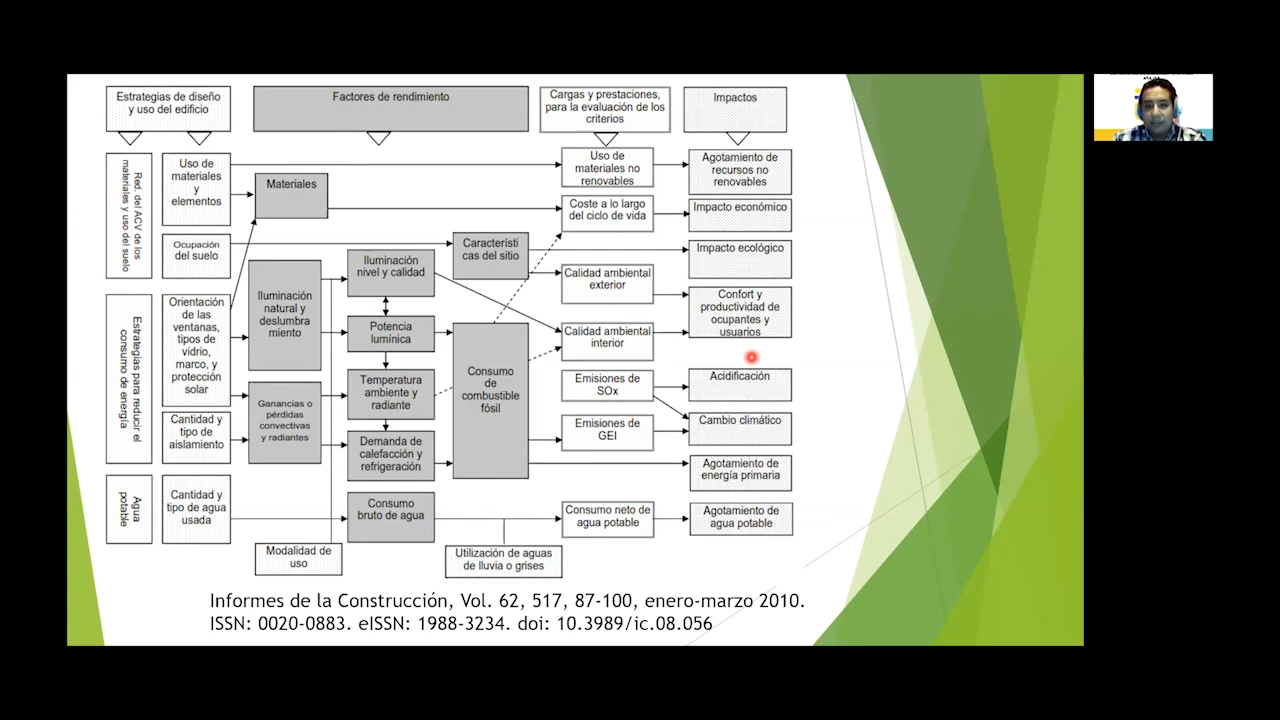 Estrategias de diseño
y uso del edificio
Factores de rendimiento
Cargas y prestaciones,
para la evaluación de los
criterios
Impactos
Red. del ACV de los
materiales y uso del suelo
Uso de
materiales
y
elementos
Materiales
Uso de
materiales no
renovables
Agotamiento de
recursos no
renovables
Coste a lo largo
del ciclo de vida
Impacto económico
Ocupación
del suelo
Característi
cas del sitio
Impacto ecológico
Estrategias para reducir el
consumo de energía
Orientación
de las
ventanas,
tipos de
vidrio,
marco, y
protección
solar
Iluminación
natural y
deslumbra
miento
Iluminación
nivel y calidad
Calidad ambiental
exterior
Confort y
productividad de
ocupantes y
usuarios
Potencia
lumínica
Calidad ambiental
interior
Consumo
de
combustible
fósil
Temperatura
ambiente y
radiante
Emisiones de
SOx
Acidificación
Cantidad y
tipo de
aislamiento
Ganancias o
pérdidas
convectivas
y radiantes
Demanda de
calefacción y
refrigeración
Emisiones de
GEI
Cambio climático
Agotamiento de
energía primaria
Agua
potable
Cantidad y
tipo de agua
usada
Consumo
bruto de agua
Consumo neto de
agua potable
Agotamiento de
agua potable
Modalidad de
uso
Utilización de aguas
de lluvia o grises
Informes de la Construcción, Vol. 62, 517, 87-100, enero-marzo 2010.
ISSN: 0020-0883. eISSN: 1988-3234. doi: 10.3989/ic.08.056